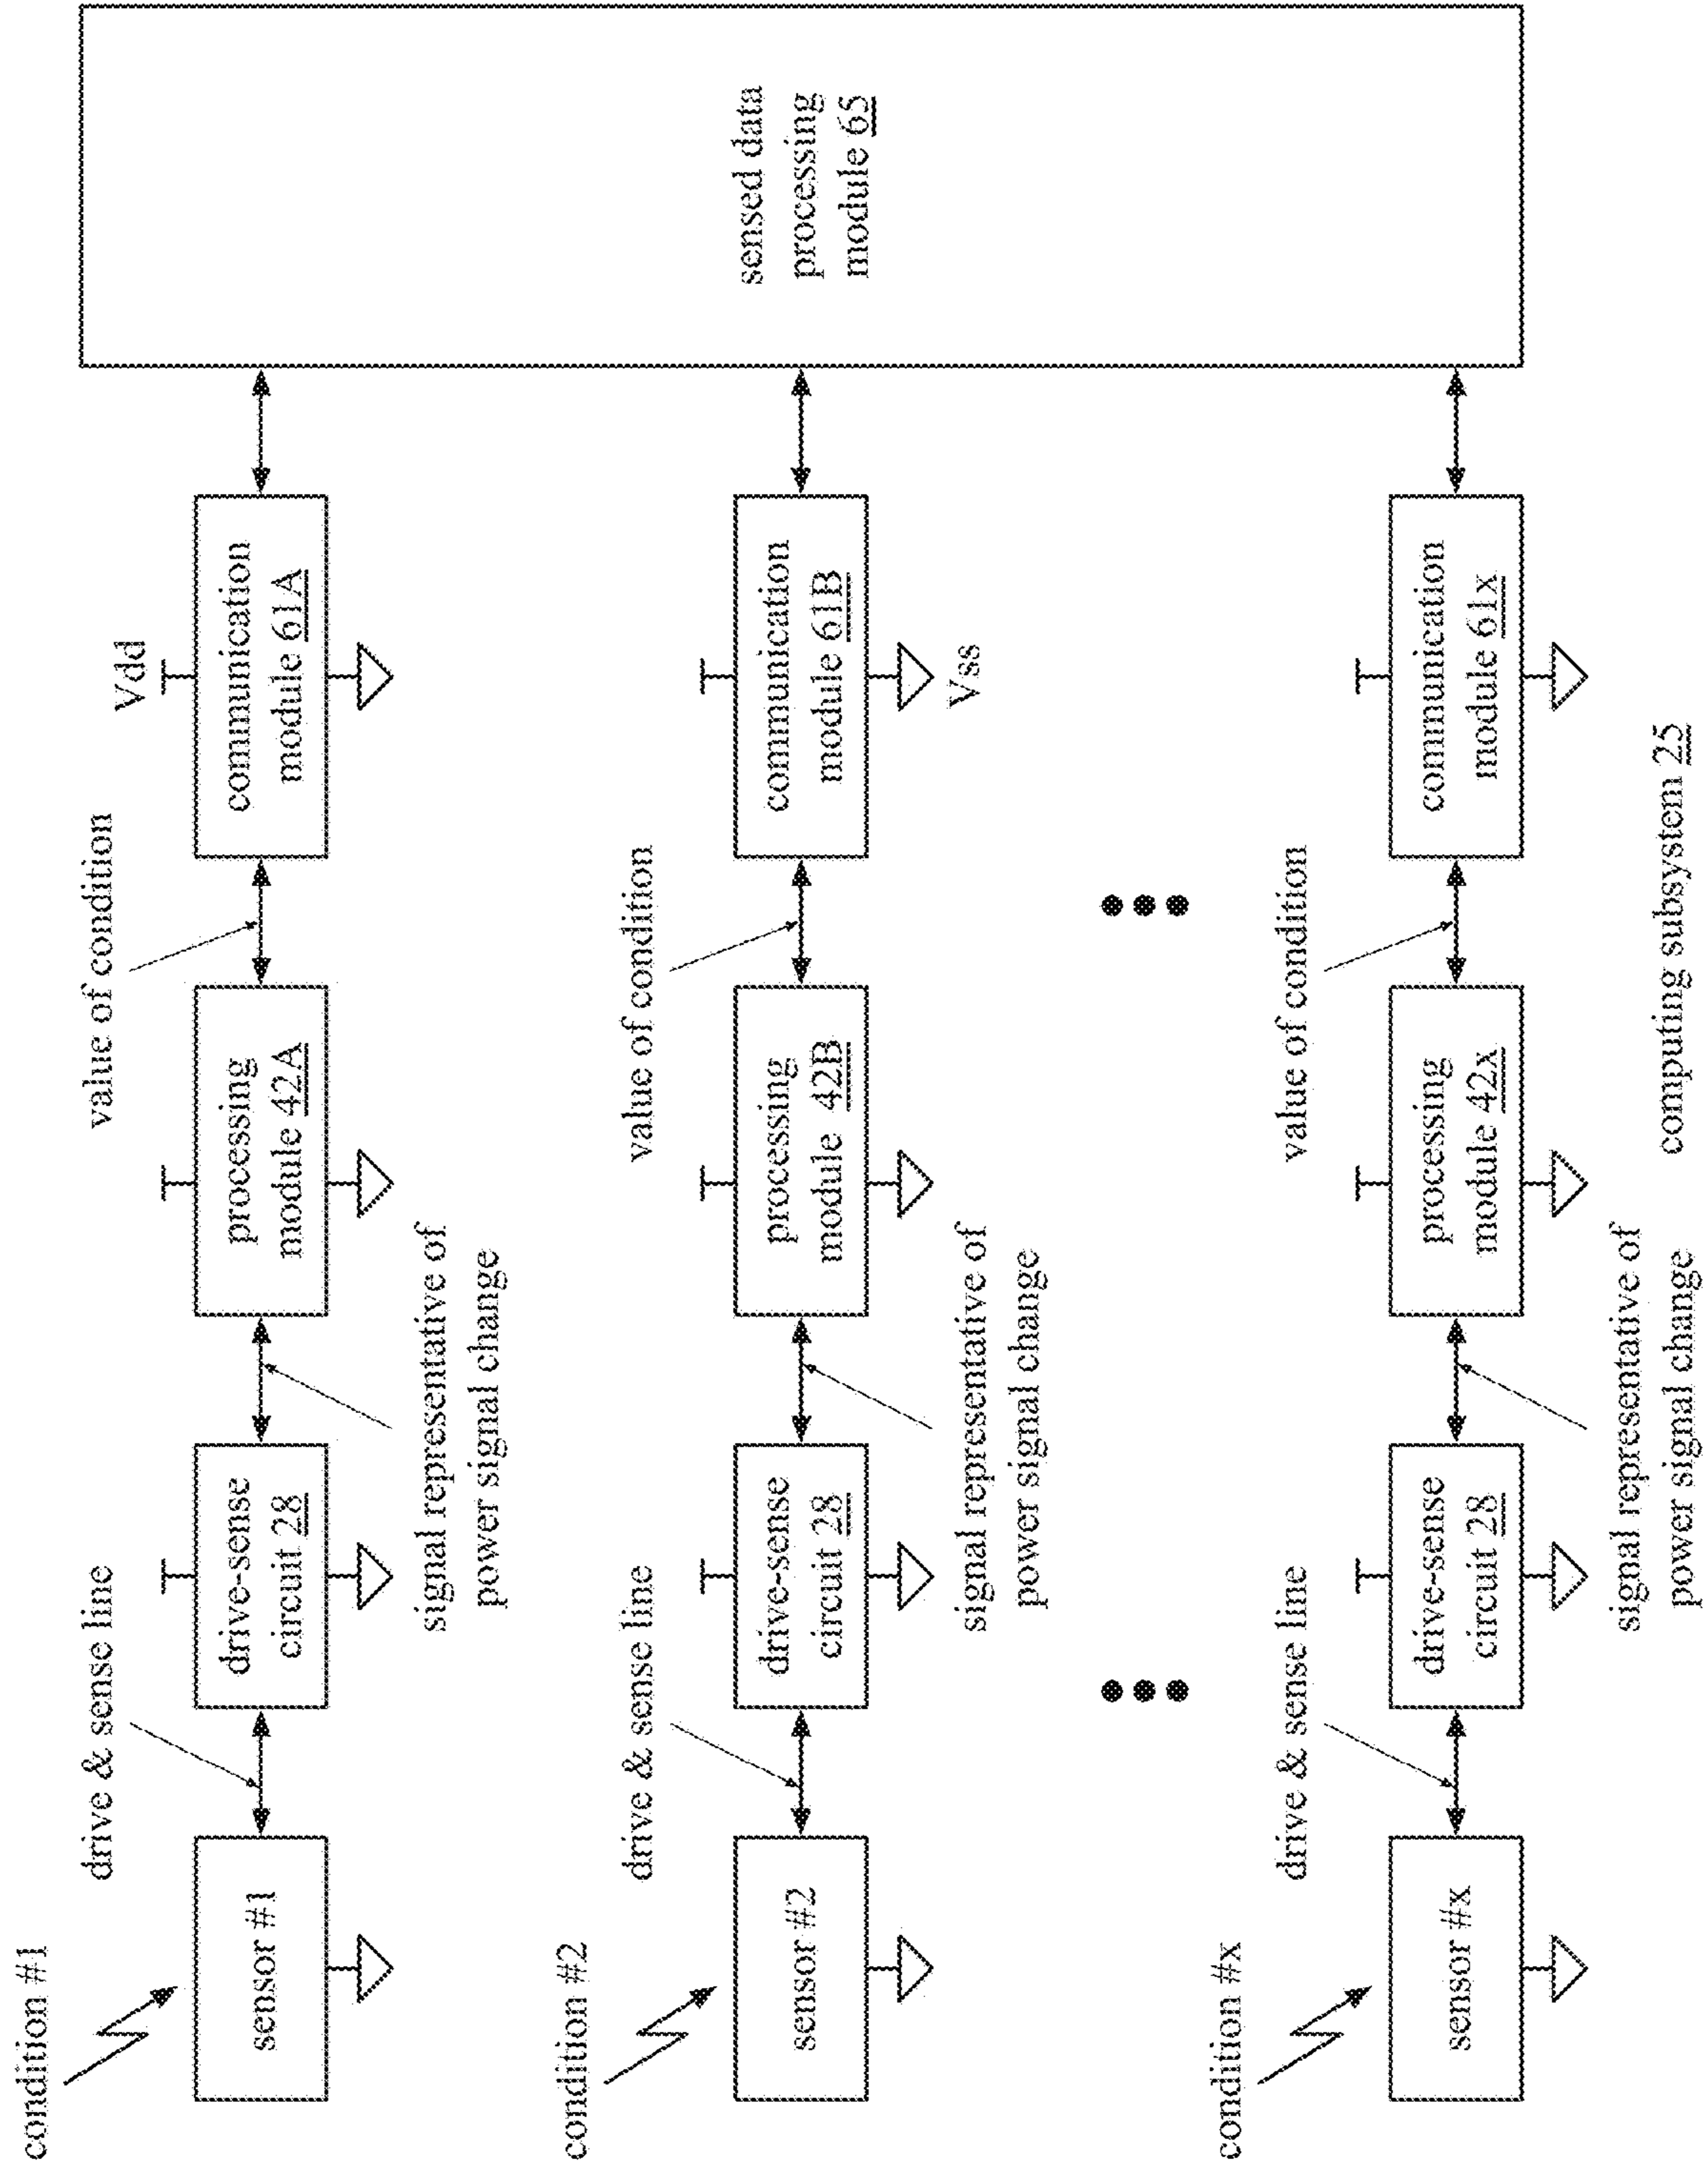 condition #1
drive & sense line
value of condition
Vdd
sensor #1
drive-sense
circuit 28
processing
module 42A
communication
module 61A
signal representative of
power signal change
sensed data
processing
module 65
condition #2
drive & sense line
value of condition
sensor #2
drive-sense
circuit 28
processing
module 42B
communication
module 61B
signal representative of
power signal change
Vss
condition #x
drive & sense line
value of condition
sensor #x
drive-sense
circuit 28
processing
module 42x
communication
module 61x
signal representative of
power signal change
computing subsystem 25